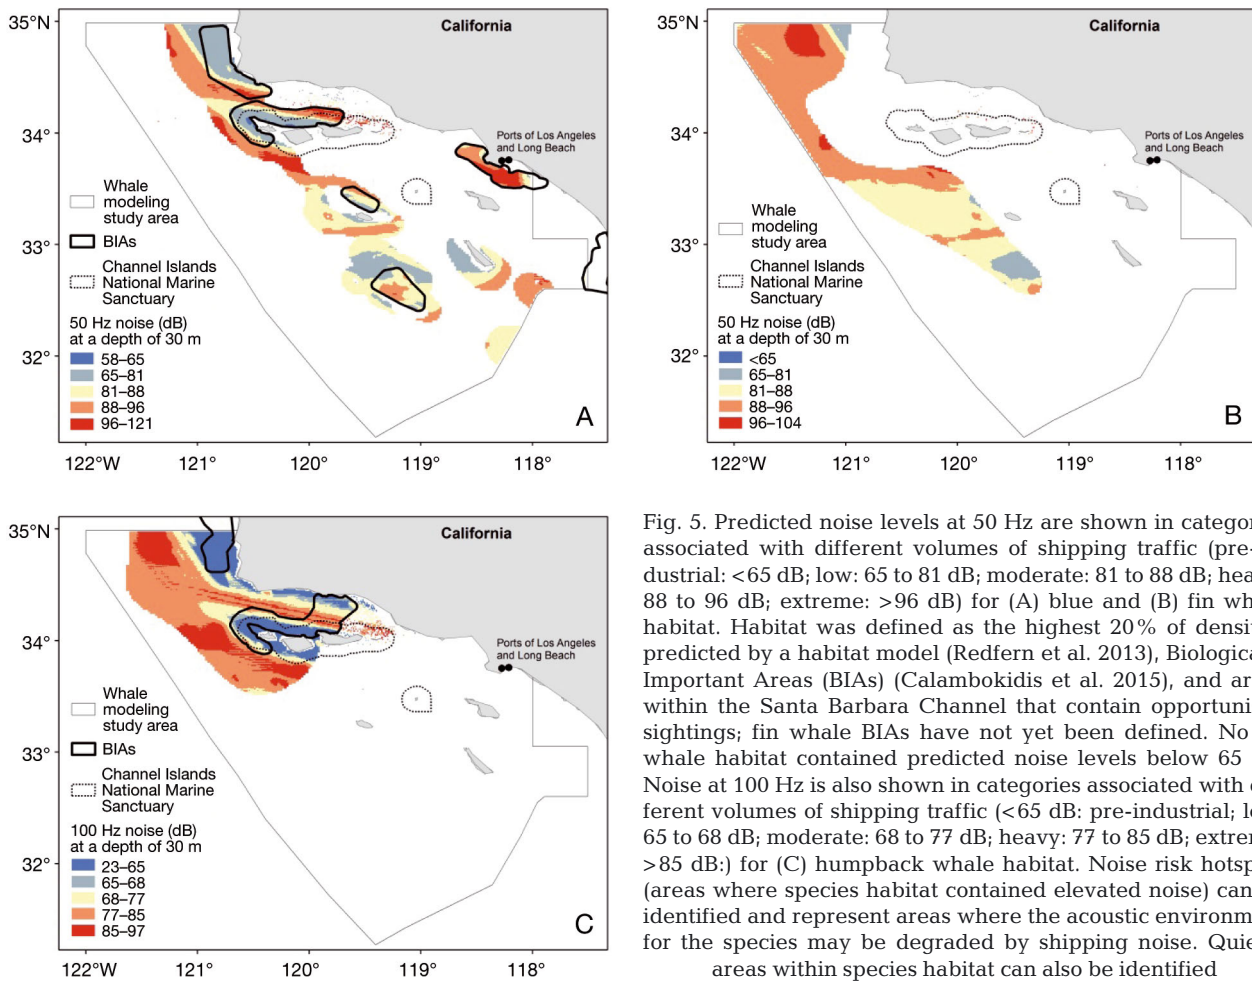 35°N
34°
33°
32°
122°W
121°
120°
119°
118°
California
Ports of Los Angeles
and Long Beach
Whale
modeling
study area
BIAs
Channel Islands
National Marine
Sanctuary
50 Hz noise (dB)
at a depth of 30 m
58–65
65–81
81–88
88–96
96–121
A
35°N
34°
33°
32°
122°W
121°
120°
119°
118°
California
Ports of Los Angeles
and Long Beach
Whale
modeling
study area
Channel Islands
National Marine
Sanctuary
50 Hz noise (dB)
at a depth of 30 m
<65
65–81
81–88
88–96
96–104
B
35°N
34°
33°
32°
122°W
121°
120°
119°
118°
California
Ports of Los Angeles
and Long Beach
Whale
modeling
study area
BIAs
Channel Islands
National Marine
Sanctuary
100 Hz noise (dB)
at a depth of 30 m
23–65
65–68
68–77
77–85
85–97
C
Fig. 5. Predicted noise levels at 50 Hz are shown in categor
associated with different volumes of shipping traffic (pre-
dustrial: <65 dB; low: 65 to 81 dB; moderate: 81 to 88 dB; hea
88 to 96 dB; extreme: >96 dB) for (A) blue and (B) fin wh
habitat. Habitat was defined as the highest 20% of densi
predicted by a habitat model (Redfern et al. 2013), Biologica
Important Areas (BIAs) (Calambokidis et al. 2015), and ar
within the Santa Barbara Channel that contain opportuni
sightings; fin whale BIAs have not yet been defined. No
whale habitat contained predicted noise levels below 65
Noise at 100 Hz is also shown in categories associated with
ferent volumes of shipping traffic (<65 dB: pre-industrial; l
65 to 68 dB; moderate: 68 to 77 dB; heavy: 77 to 85 dB; extrem
>85 dB:) for (C) humpback whale habitat. Noise risk hotsp
(areas where species habitat contained elevated noise) can
identified and represent areas where the acoustic environm
for the species may be degraded by shipping noise. Quie
areas within species habitat can also be identified